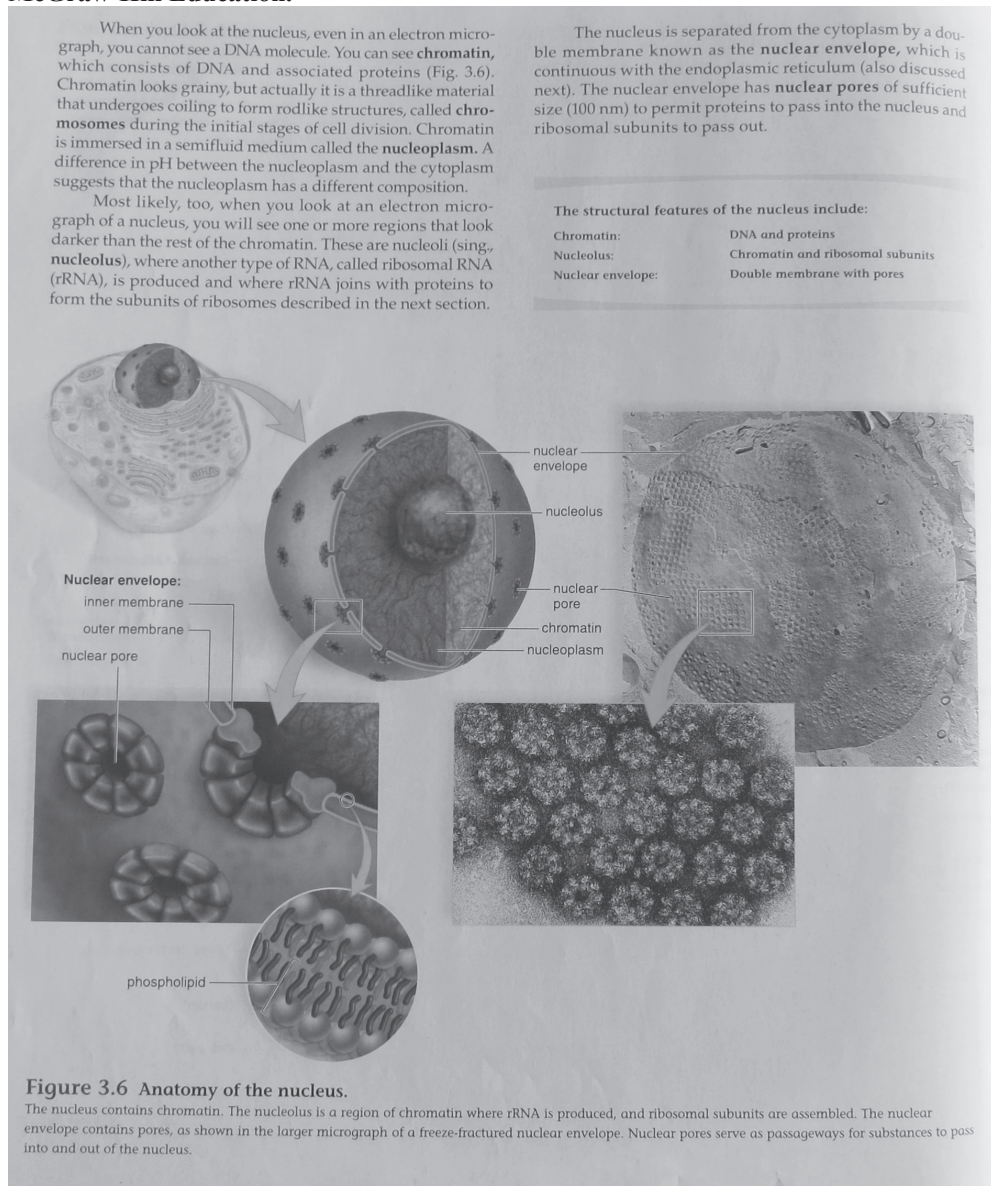 When you look at the nucleus, even in an electron micro-
graph, you cannot see a DNA molecule. You can see chromatin,
which consists of DNA and associated proteins (Fig. 3.6).
Chromatin looks grainy, but actually it is a threadlike material
that undergoes coiling to form rodlike structures, called chro-
mosomes during the initial stages of cell division. Chromatin
is immersed in a semifluid medium called the nucleoplasm. A
difference in pH between the nucleoplasm and the cytoplasm
suggests that the nucleoplasm has a different composition.
Most likely, too, when you look at an electron micro-
graph of a nucleus, you will see one or more regions that look
darker than the rest of the chromatin. These are nucleoli (sing.,
nucleolus), where another type of RNA, called ribosomal RNA
(rRNA), is produced and where rRNA joins with proteins to
form the subunits of ribosomes described in the next section.
The nucleus is separated from the cytoplasm by a dou-
ble membrane known as the nuclear envelope, which is
continuous with the endoplasmic reticulum (also discussed
next). The nuclear envelope has nuclear pores of sufficient
size (100 nm) to permit proteins to pass into the nucleus and
ribosomal subunits to pass out.
The structural features of the nucleus include:
Chromatin: DNA and proteins
Nucleolus: Chromatin and ribosomal subunits
Nuclear envelope: Double membrane with pores
nuclear
envelope
nucleolus
nuclear
pore
chromatin
nucleoplasm
Nuclear envelope:
inner membrane
outer membrane
nuclear pore
phospholipid
Figure 3.6 Anatomy of the nucleus.
The nucleus contains chromatin. The nucleolus is a region of chromatin where rRNA is produced, and ribosomal subunits are assembled. The nuclear
envelope contains pores, as shown in the larger micrograph of a freeze-fractured nuclear envelope. Nuclear pores serve as passageways for substances to pass
into and out of the nucleus.